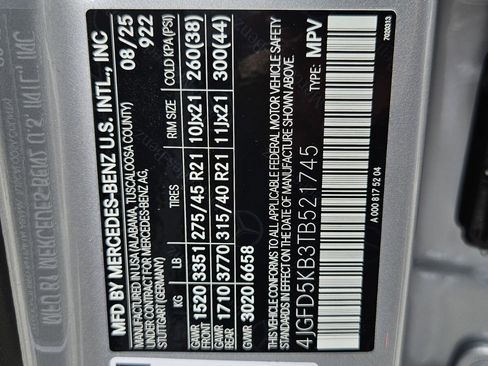 MFD BY MERCEDES-BENZ U.S. INTL., INC
MADE IN USA (ALABAMA, TUSCALOOSA COUNTY)
UNDER CONTRACT FOR MERCEDES-BENZ AG,
STUTTGART (GERMANY)
08/25
922
KG LB TIRES RIM SIZE COLD KPA(PSI)
GAWR FRONT 1520 3351 275/45 R21 10Jx21 260(38)
GAWR REAR 1710 3770 315/40 R21 11Jx21 300(44)
GVWR 3020 6658
THIS VEHICLE CONFORMS TO ALL APPLICABLE FEDERAL MOTOR VEHICLE SAFETY
STANDARDS IN EFFECT ON THE DATE OF MANUFACTURE SHOWN ABOVE.
4JGFD5KB3TB521745 TYPE: MPV
A 000 817 52 04
7020313